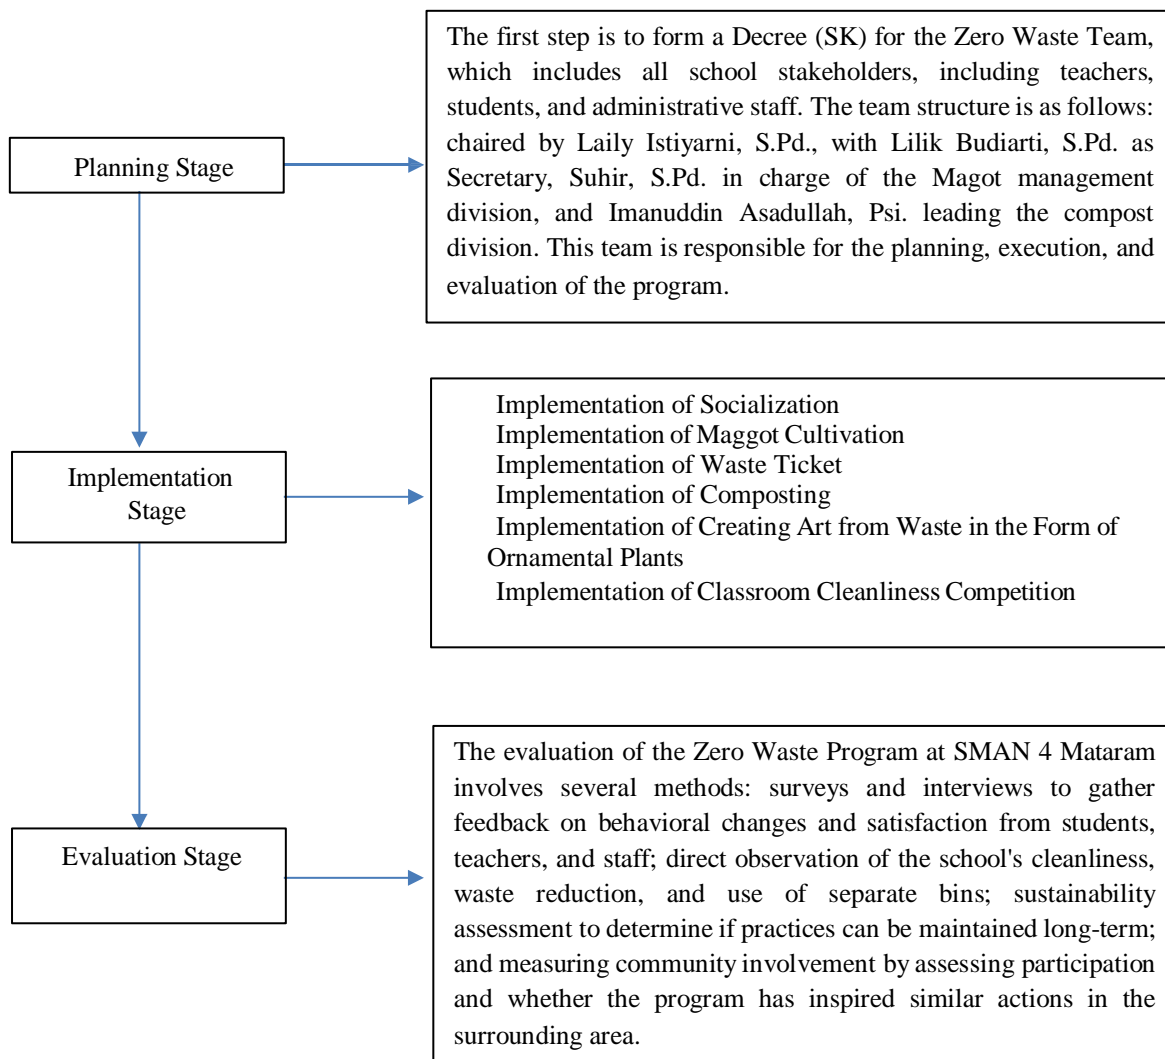 Planning Stage
The first step is to form a Decree (SK) for the Zero Waste Team,
which includes all school stakeholders, including teachers,
students, and administrative staff. The team structure is as follows:
chaired by Laily Istiyarni, S.Pd., with Lilik Budiarti, S.Pd. as
Secretary, Suhir, S.Pd. in charge of the Magot management
division, and Imanuddin Asadullah, Psi. leading the compost
division. This team is responsible for the planning, execution, and
evaluation of the program.
Implementation
Stage
Implementation of Socialization
Implementation of Maggot Cultivation
Implementation of Waste Ticket
Implementation of Composting
Implementation of Creating Art from Waste in the Form of
Ornamental Plants
Implementation of Classroom Cleanliness Competition
Evaluation Stage
The evaluation of the Zero Waste Program at SMAN 4 Mataram
involves several methods: surveys and interviews to gather
feedback on behavioral changes and satisfaction from students,
teachers, and staff; direct observation of the school's cleanliness,
waste reduction, and use of separate bins; sustainability
assessment to determine if practices can be maintained long-term;
and measuring community involvement by assessing participation
and whether the program has inspired similar actions in the
surrounding area.